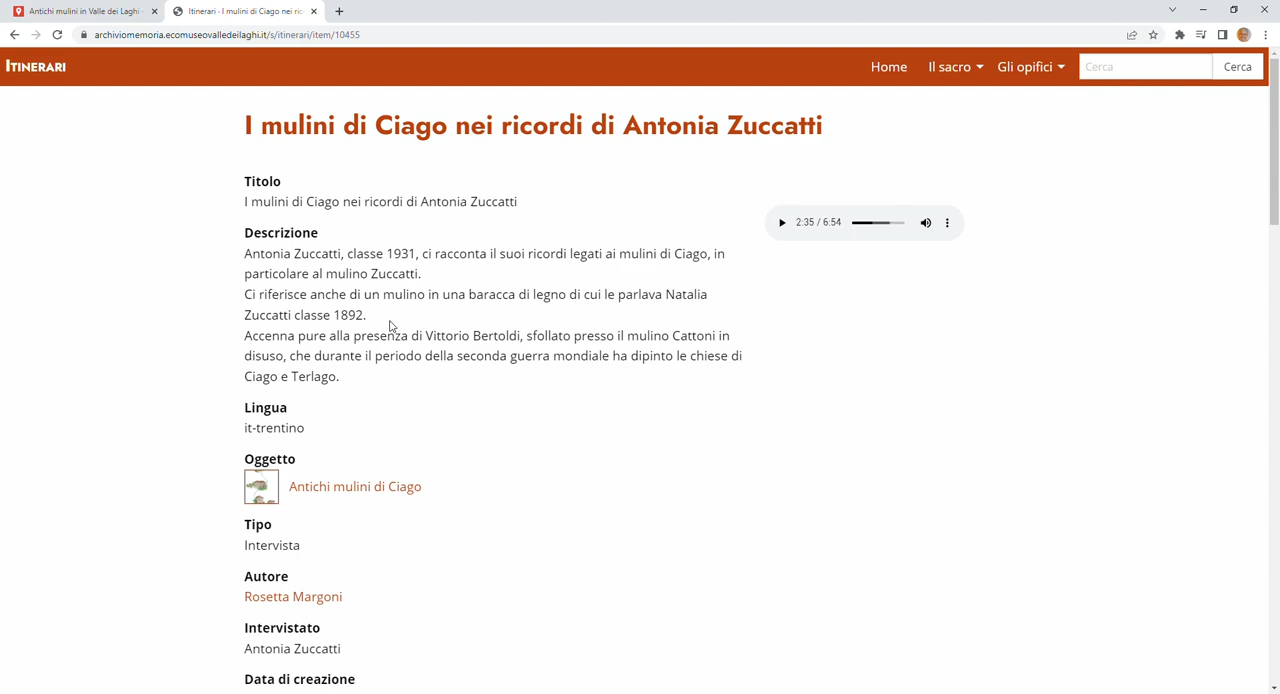 Antichi mulini in Valle dei Laghi
Itinerari - I mulini di Ciago nei ric
archiviomemoria.ecomuseovalledeilaghi.it/s/itinerari/item/10455
ITINERARI
Home Il sacro Gli opifici Cerca Cerca
I mulini di Ciago nei ricordi di Antonia Zuccatti
Titolo
I mulini di Ciago nei ricordi di Antonia Zuccatti
2:35 / 6:54
Descrizione
Antonia Zuccatti, classe 1931, ci racconta il suoi ricordi legati ai mulini di Ciago, in
particolare al mulino Zuccatti.
Ci riferisce anche di un mulino in una baracca di legno di cui le parlava Natalia
Zuccatti classe 1892.
Accenna pure alla presenza di Vittorio Bertoldi, sfollato presso il mulino Cattoni in
disuso, che durante il periodo della seconda guerra mondiale ha dipinto le chiese di
Ciago e Terlago.
Lingua
it-trentino
Oggetto
Antichi mulini di Ciago
Tipo
Intervista
Autore
Rosetta Margoni
Intervistato
Antonia Zuccatti
Data di creazione